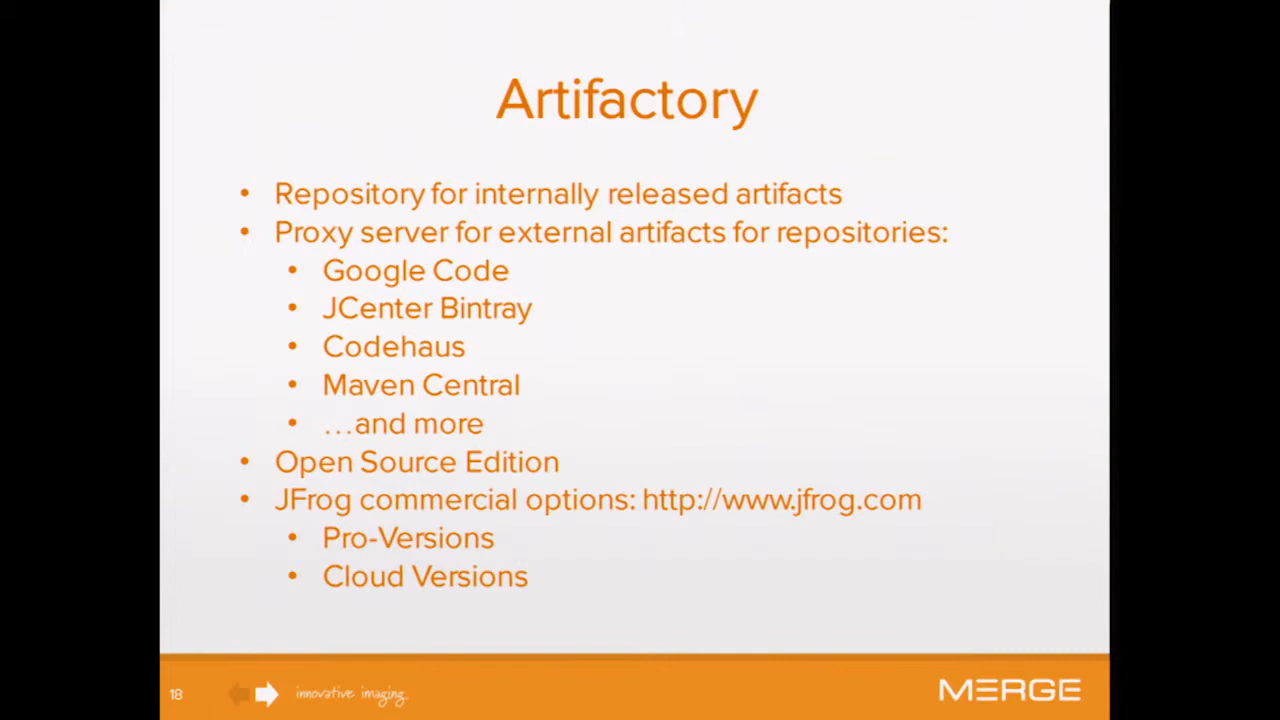 Artifactory
• Repository for internally released artifacts
• Proxy server for external artifacts for repositories:
• Google Code
• JCenter Bintray
• Codehaus
• Maven Central
• …and more
• Open Source Edition
• JFrog commercial options: http://www.jfrog.com
• Pro-Versions
• Cloud Versions
18
innovative imaging.
MERGE